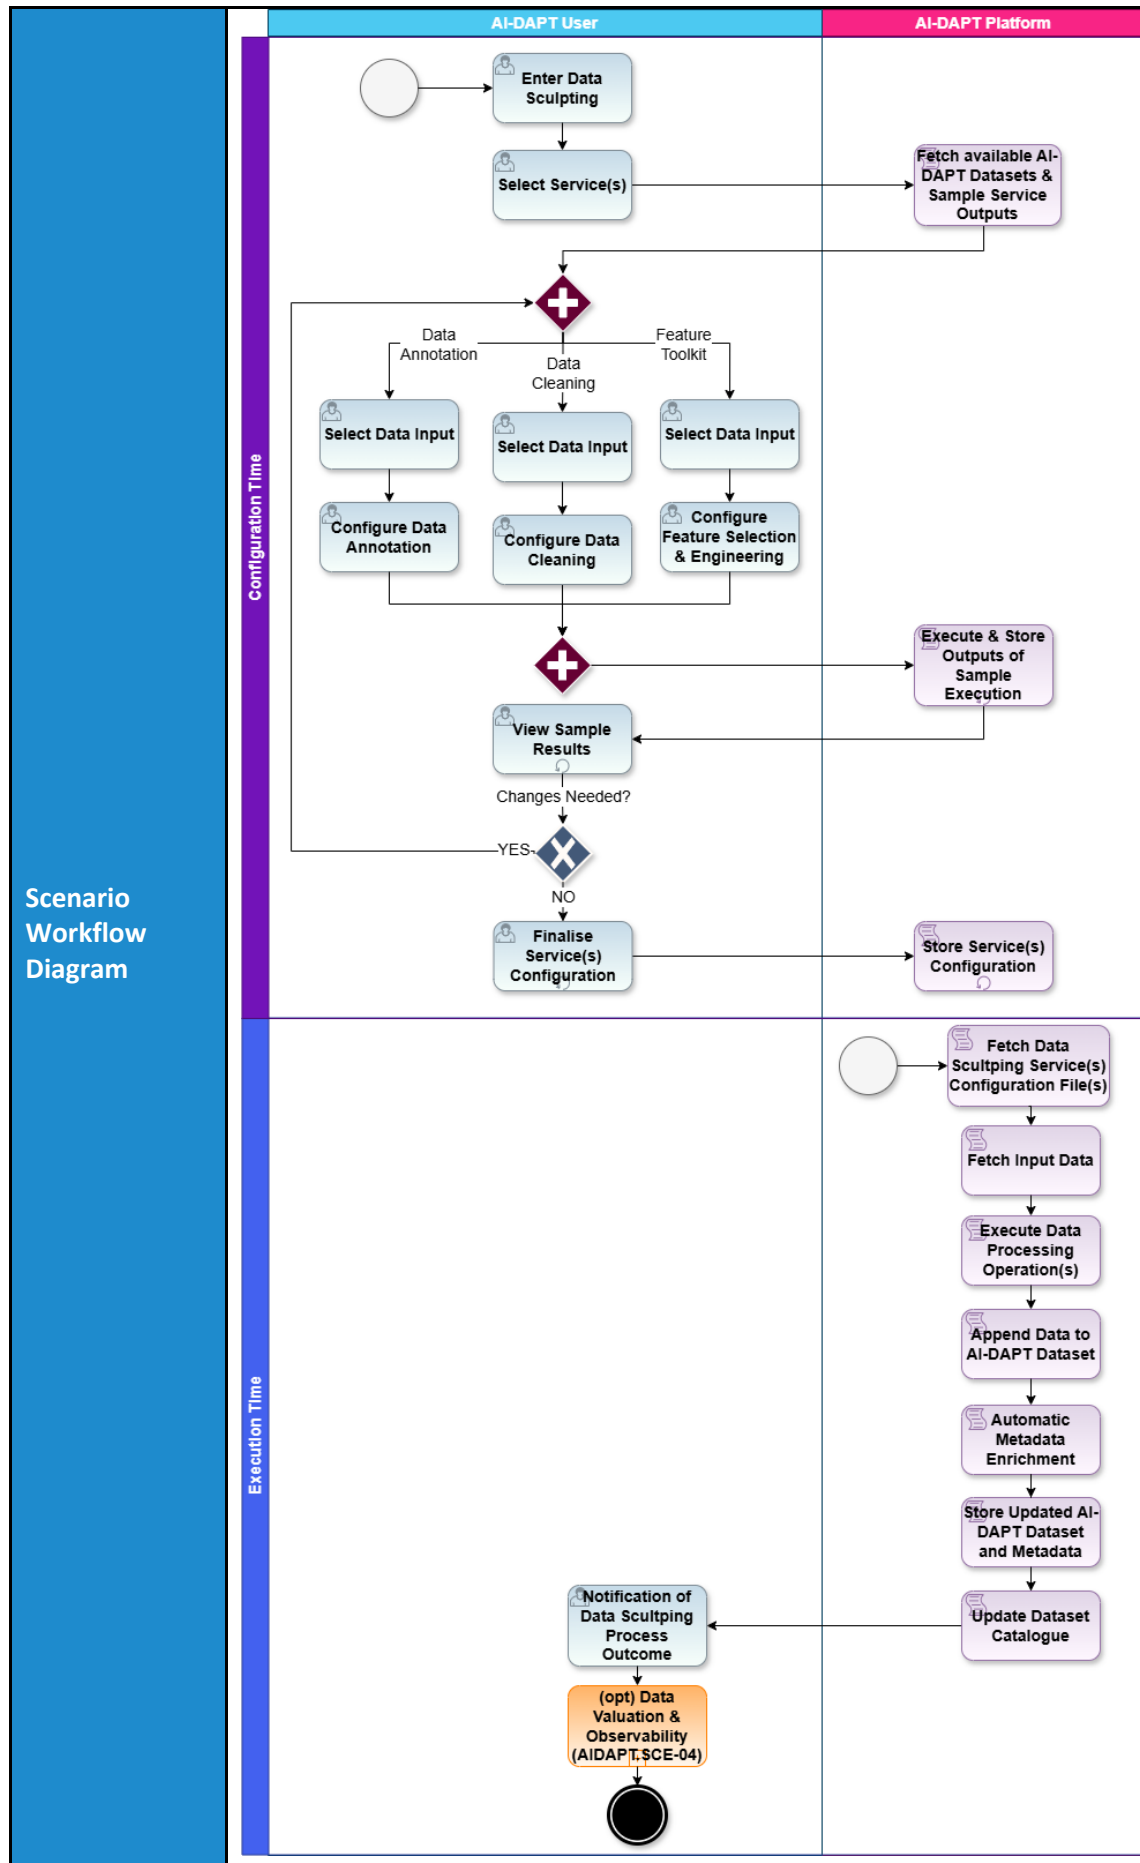 AI-DAPT User
AI-DAPT Platform
Scenario
Workflow
Diagram
Configuration Time
Enter Data
Sculpting
Select Service(s)
Fetch available AI-
DAPT Datasets &
Sample Service
Outputs
Data
Annotation
Data
Cleaning
Feature
Toolkit
Select Data Input
Select Data Input
Select Data Input
Configure Data
Annotation
Configure Data
Cleaning
Configure
Feature Selection
& Engineering
Execute & Store
Outputs of
Sample
Execution
View Sample
Results
Changes Needed?
YES
NO
Finalise
Service(s)
Configuration
Store Service(s)
Configuration
Execution Time
Fetch Data
Scultping Service(s)
Configuration File(s)
Fetch Input Data
Execute Data
Processing
Operation(s)
Append Data to
AI-DAPT Dataset
Automatic
Metadata
Enrichment
Store Updated AI-
DAPT Dataset
and Metadata
Update Dataset
Catalogue
Notification of
Data Scultping
Process
Outcome
(opt) Data
Valuation &
Observability
(AIDAPT.SCE-04)